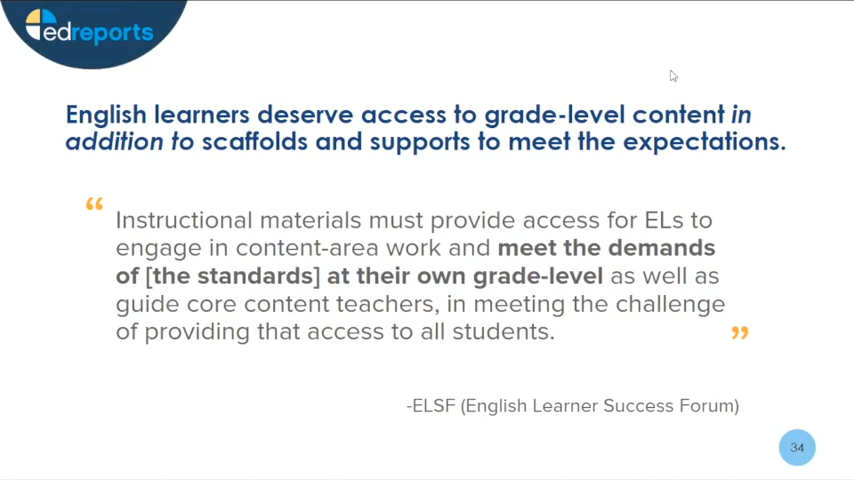 edreports
English learners deserve access to grade-level content in
addition to scaffolds and supports to meet the expectations.
“
Instructional materials must provide access for ELs to
engage in content-area work and meet the demands
of [the standards] at their own grade-level as well as
guide core content teachers, in meeting the challenge
of providing that access to all students.
”
-ELSF (English Learner Success Forum)
34